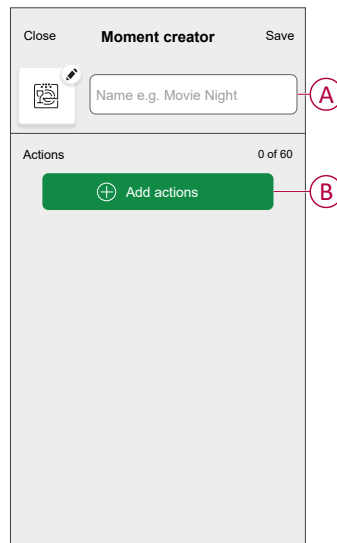 Close Moment creator Save
Name e.g. Movie Night
A
Actions 0 of 60
Add actions
B